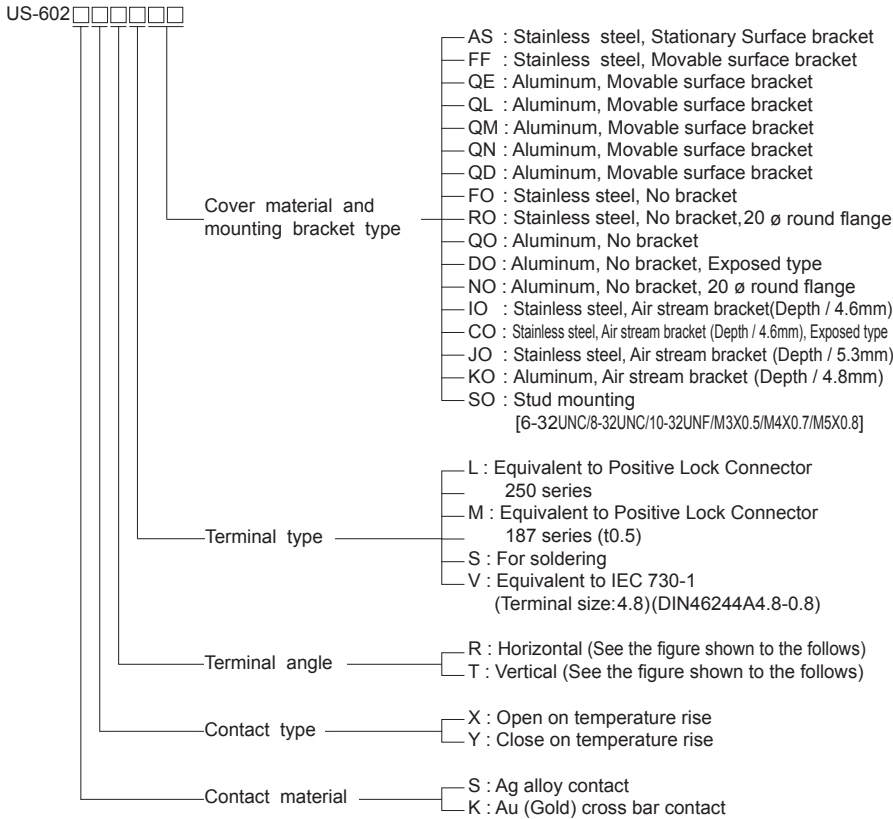 US-602□□□□□□
AS : Stainless steel, Stationary Surface bracket
FF : Stainless steel, Movable surface bracket
QE : Aluminum, Movable surface bracket
QL : Aluminum, Movable surface bracket
QM : Aluminum, Movable surface bracket
QN : Aluminum, Movable surface bracket
QD : Aluminum, Movable surface bracket
FO : Stainless steel, No bracket
Cover material and
mounting bracket type
RO : Stainless steel, No bracket,20 ø round flange
QO : Aluminum, No bracket
DO : Aluminum, No bracket, Exposed type
NO : Aluminum, No bracket, 20 ø round flange
IO : Stainless steel, Air stream bracket(Depth / 4.6mm)
CO : Stainless steel, Air stream bracket (Depth / 4.6mm), Exposed type
JO : Stainless steel, Air stream bracket (Depth / 5.3mm)
KO : Aluminum, Air stream bracket (Depth / 4.8mm)
SO : Stud mounting
[6-32UNC/8-32UNC/10-32UNF/M3X0.5/M4X0.7/M5X0.8]
Terminal type
L : Equivalent to Positive Lock Connector
250 series
M : Equivalent to Positive Lock Connector
187 series (t0.5)
S : For soldering
V : Equivalent to IEC 730-1
(Terminal size:4.8)(DIN46244A4.8-0.8)
Terminal angle
R : Horizontal (See the figure shown to the follows)
T : Vertical (See the figure shown to the follows)
Contact type
X : Open on temperature rise
Y : Close on temperature rise
Contact material
S : Ag alloy contact
K : Au (Gold) cross bar contact